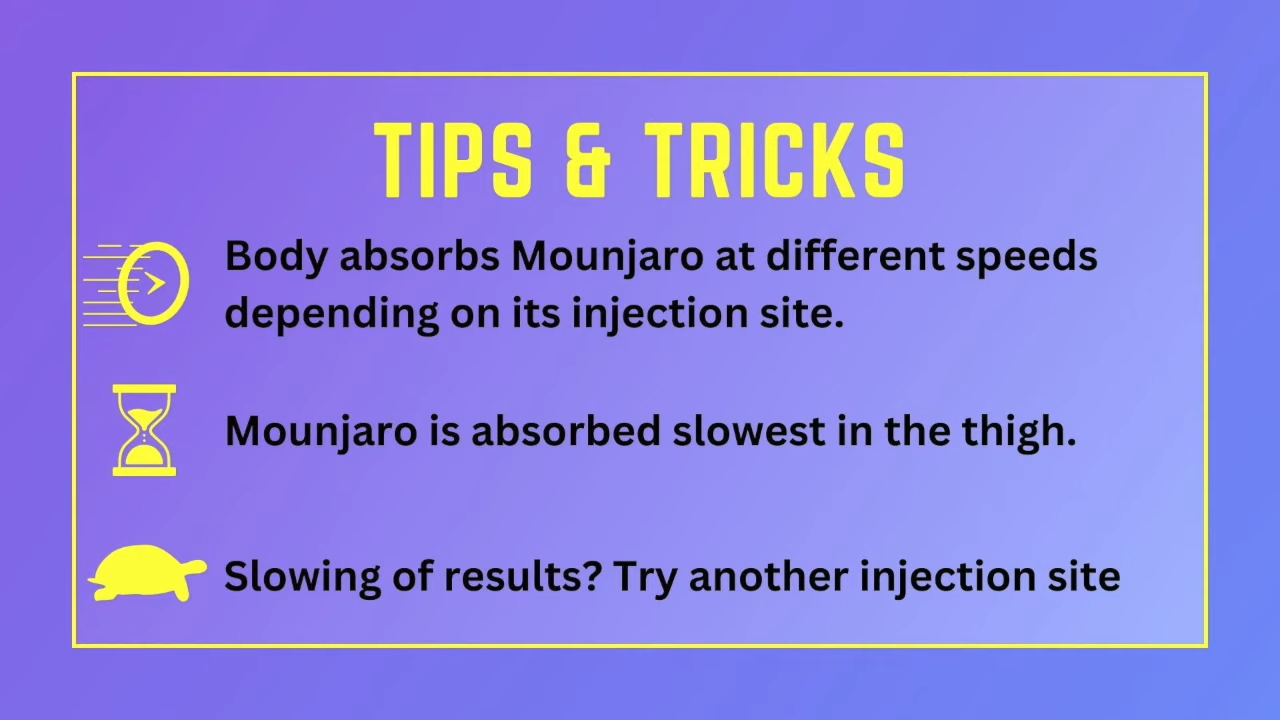 TIPS & TRICKS
Body absorbs Mounjaro at different speeds
depending on its injection site.
Mounjaro is absorbed slowest in the thigh.
Slowing of results? Try another injection site